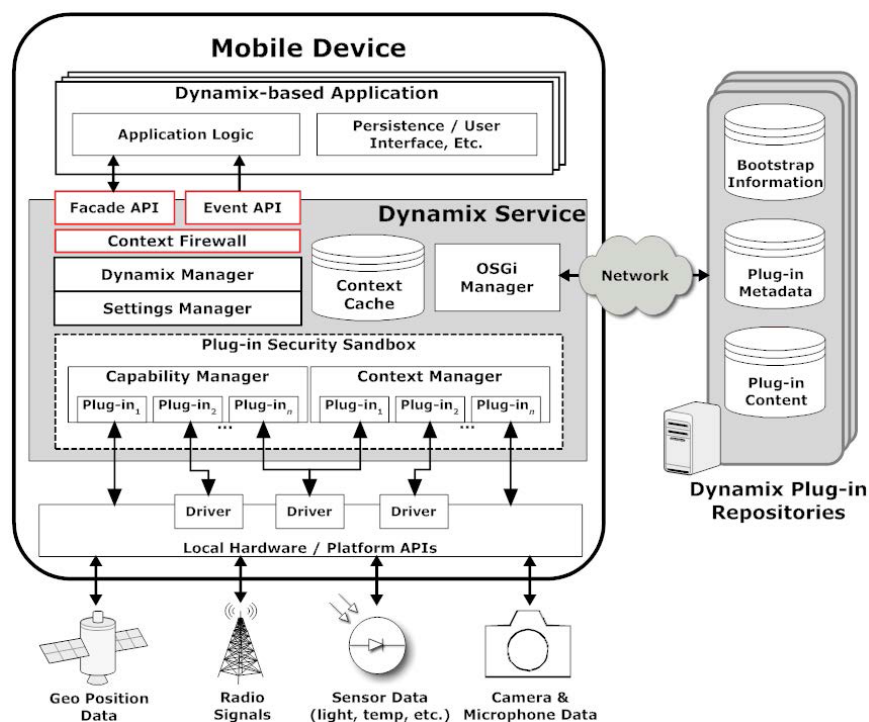 Mobile Device
Dynamix-based Application
Application Logic
Persistence / User
Interface, Etc.
Facade API
Event API
Dynamix Service
Context Firewall
Dynamix Manager
Settings Manager
Context
Cache
OSGi
Manager
Network
Bootstrap
Information
Plug-in
Metadata
Plug-in
Content
Dynamix Plug-in
Repositories
Plug-in Security Sandbox
Capability Manager
Context Manager
Plug-in1
Plug-in2
Plug-inn
...
Plug-in1
Plug-in2
Plug-inn
...
Driver
Driver
Driver
Local Hardware / Platform APIs
Geo Position
Data
Radio
Signals
Sensor Data
(light, temp, etc.)
Camera &
Microphone Data